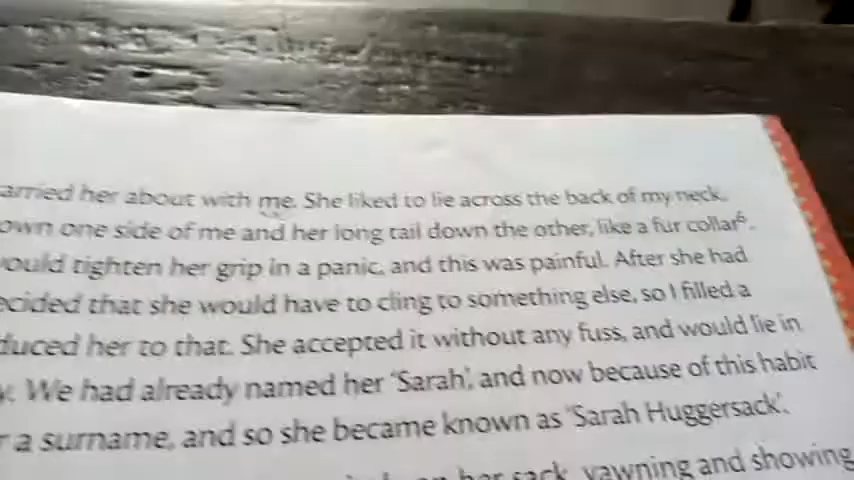 arried her about with me. She liked to lie across the back of my neck,
own one side of me and her long tail down the other, like a fur collar⁶.
ould tighten her grip in a panic, and this was painful. After she had
ecided that she would have to cling to something else, so I filled a
duced her to that. She accepted it without any fuss, and would lie in
y. We had already named her ‘Sarah’, and now because of this habit
r a surname, and so she became known as ‘Sarah Huggersack’.
her sack, yawning and showing